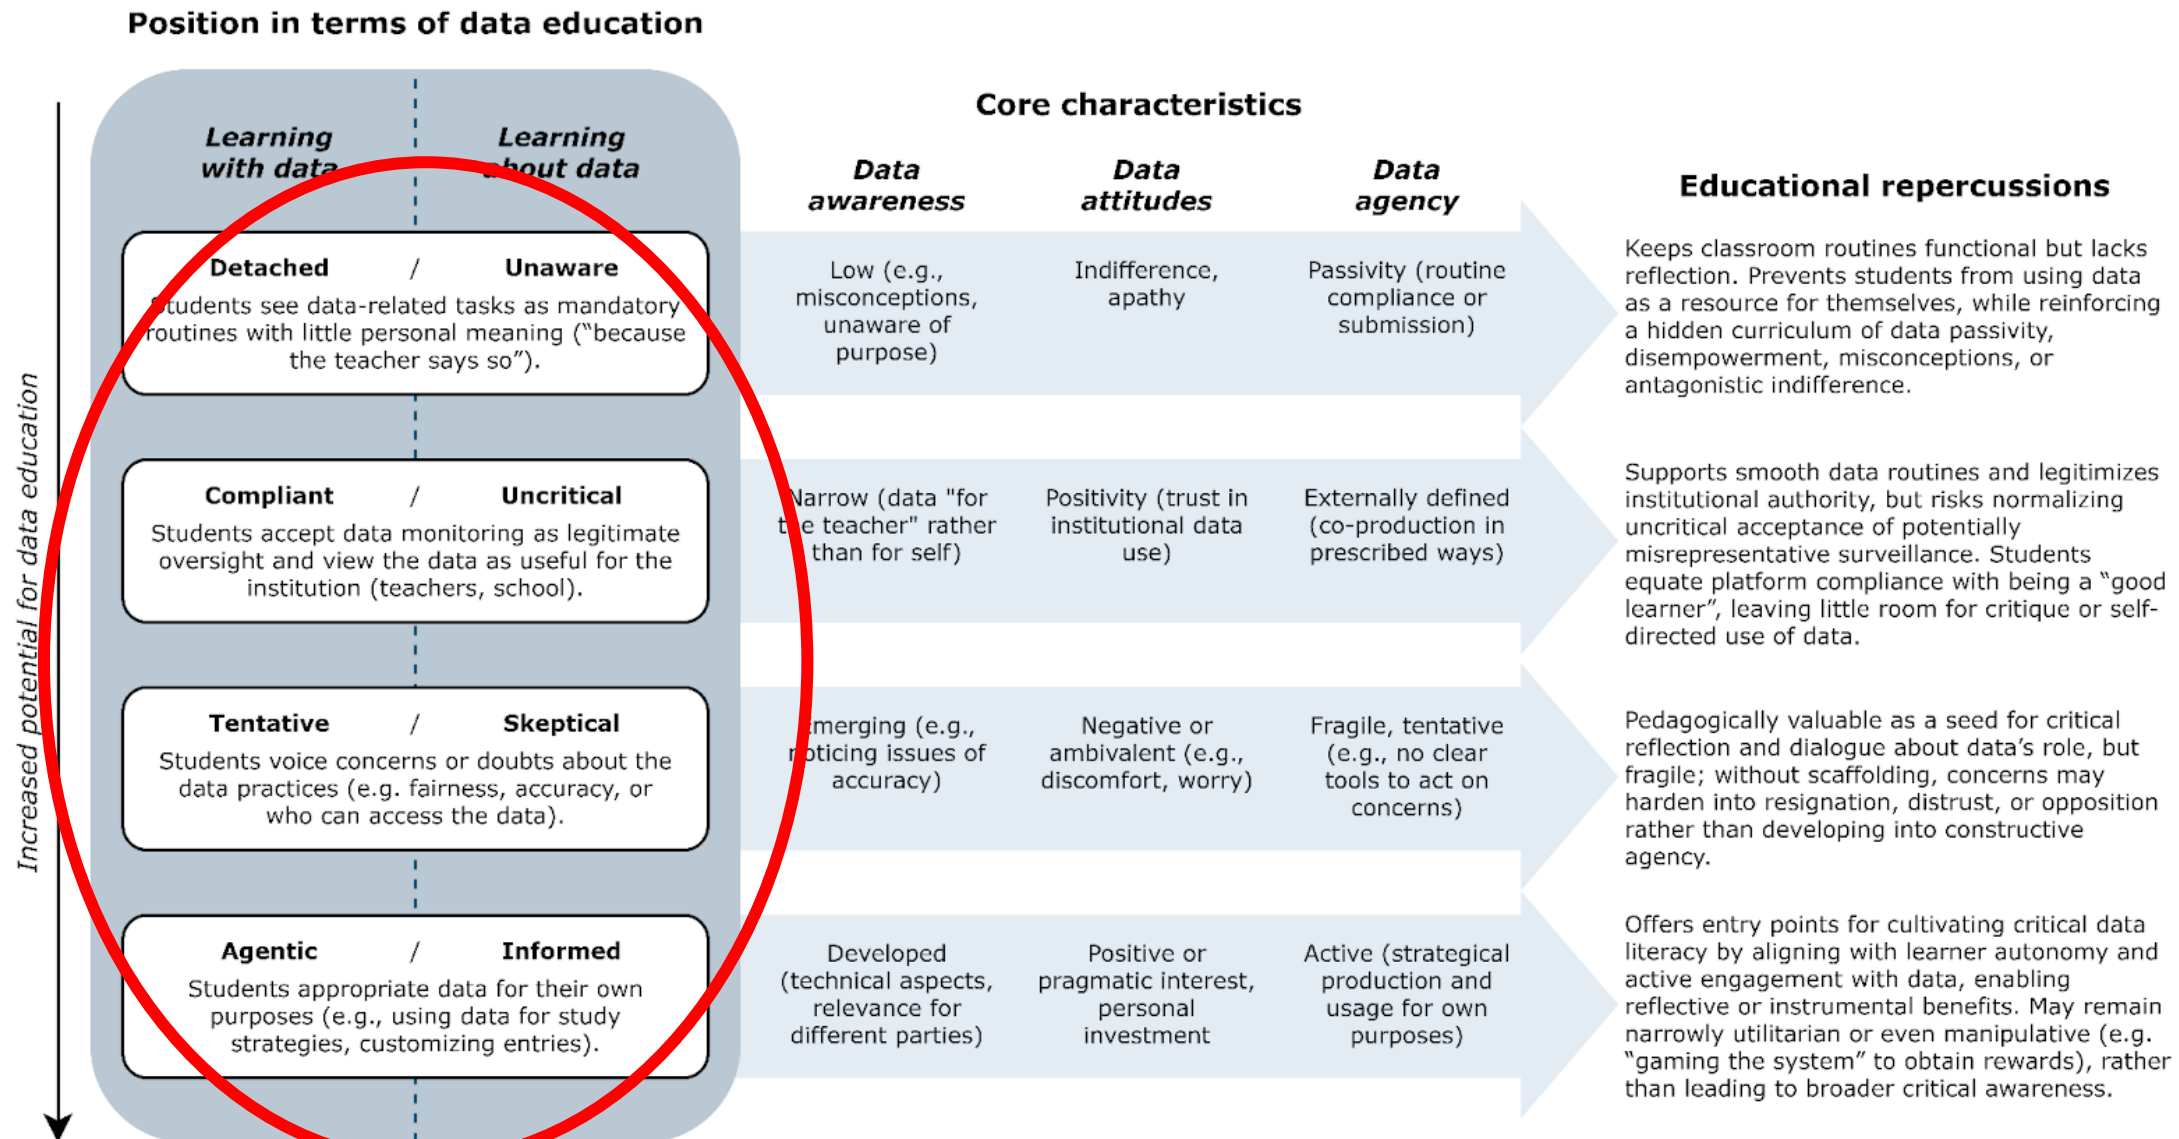 Position in terms of data education
Increased potential for data education
Learning
with data
Learning
about data
Core characteristics
Data
awareness
Data
attitudes
Data
agency
Educational repercussions
Detached / Unaware
Students see data-related tasks as mandatory
routines with little personal meaning (“because
the teacher says so”).
Low (e.g.,
misconceptions,
unaware of
purpose)
Indifference,
apathy
Passivity (routine
compliance or
submission)
Keeps classroom routines functional but lacks
reflection. Prevents students from using data
as a resource for themselves, while reinforcing
a hidden curriculum of data passivity,
disempowerment, misconceptions, or
antagonistic indifference.
Compliant / Uncritical
Students accept data monitoring as legitimate
oversight and view the data as useful for the
institution (teachers, school).
Narrow (data "for
the teacher" rather
than for self)
Positivity (trust in
institutional data
use)
Externally defined
(co-production in
prescribed ways)
Supports smooth data routines and legitimizes
institutional authority, but risks normalizing
uncritical acceptance of potentially
misrepresentative surveillance. Students
equate platform compliance with being a “good
learner”, leaving little room for critique or self-
directed use of data.
Tentative / Skeptical
Students voice concerns or doubts about the
data practices (e.g. fairness, accuracy, or
who can access the data).
Emerging (e.g.,
noticing issues of
accuracy)
Negative or
ambivalent (e.g.,
discomfort, worry)
Fragile, tentative
(e.g., no clear
tools to act on
concerns)
Pedagogically valuable as a seed for critical
reflection and dialogue about data’s role, but
fragile; without scaffolding, concerns may
harden into resignation, distrust, or opposition
rather than developing into constructive
agency.
Agentic / Informed
Students appropriate data for their own
purposes (e.g., using data for study
strategies, customizing entries).
Developed
(technical aspects,
relevance for
different parties)
Positive or
pragmatic interest,
personal
investment
Active (strategical
production and
usage for own
purposes)
Offers entry points for cultivating critical data
literacy by aligning with learner autonomy and
active engagement with data, enabling
reflective or instrumental benefits. May remain
narrowly utilitarian or even manipulative (e.g.
“gaming the system” to obtain rewards), rather
than leading to broader critical awareness.